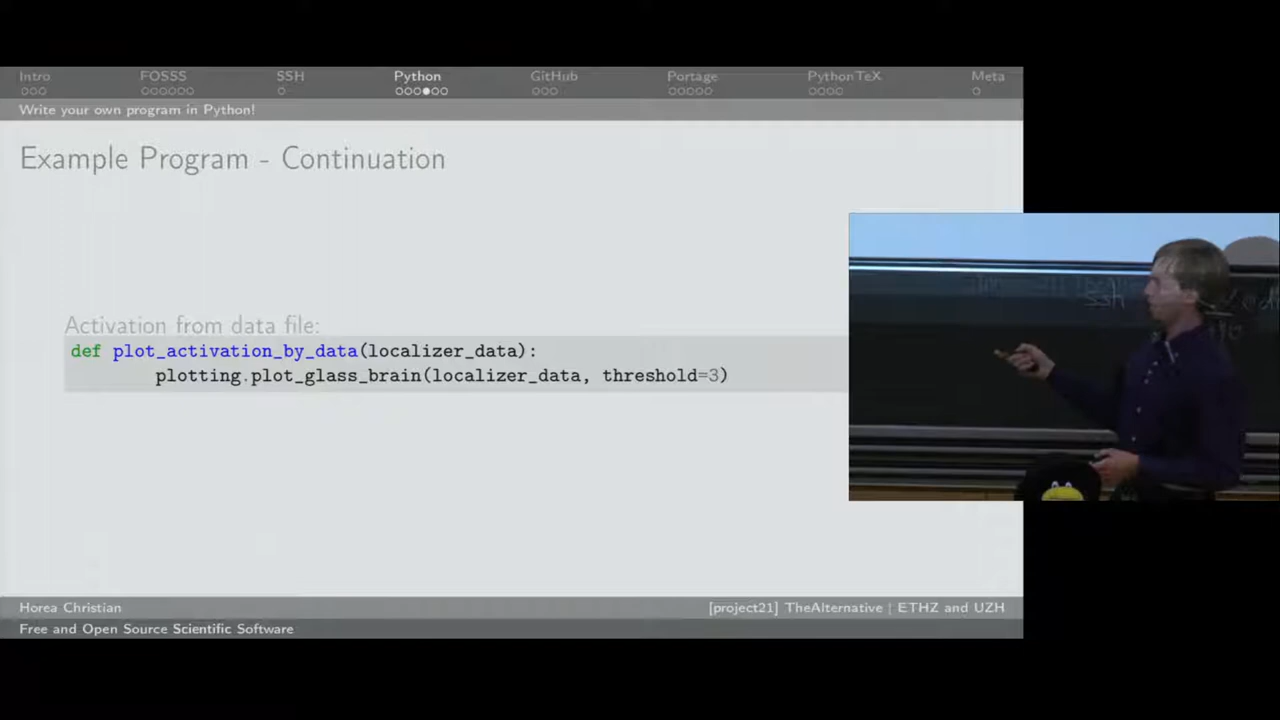 Intro FOSSS SSH Python GitHub Portage PythonTeX Meta
Write your own program in Python!
Example Program - Continuation
Activation from data file:
def plot_activation_by_data(localizer_data):
plotting.plot_glass_brain(localizer_data, threshold=3)
ssh
Horea Christian [project21] TheAlternative | ETHZ and UZH
Free and Open Source Scientific Software